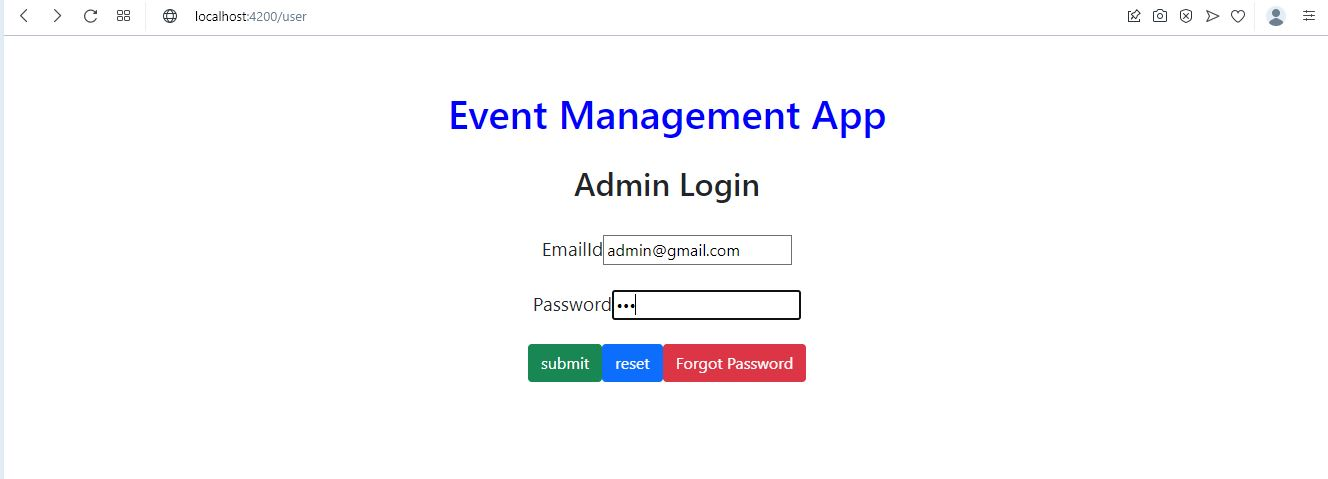 localhost:4200/user
Event Management App
Admin Login
EmailId admin@gmail.com
Password •••
submit reset Forgot Password